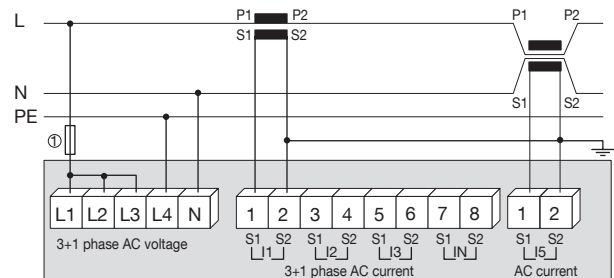 L P1 P2 P1 P2
S1 S2
N S1 S2
PE
①
L1 L2 L3 L4 N 1 2 3 4 5 6 7 8 1 2
S1 S2 S1 S2 S1 S2 S1 S2 S1 S2
3+1 phase AC voltage I1 I2 I3 IN I5
3+1 phase AC current AC current